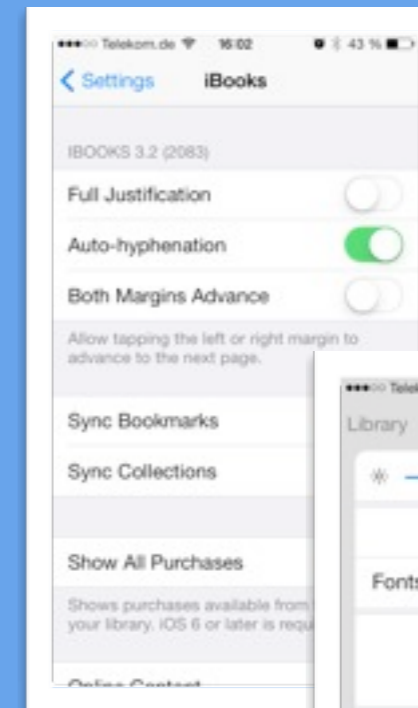 Telekom.de 16:02 43 %
Settings iBooks
IBOOKS 3.2 (2083)
Full Justification
Auto-hyphenation
Both Margins Advance
Allow tapping the left or right margin to
advance to the next page.
Sync Bookmarks
Sync Collections
Show All Purchases
Shows purchases available from
your library. iOS 6 or later is
Online Content
Library
Fonts